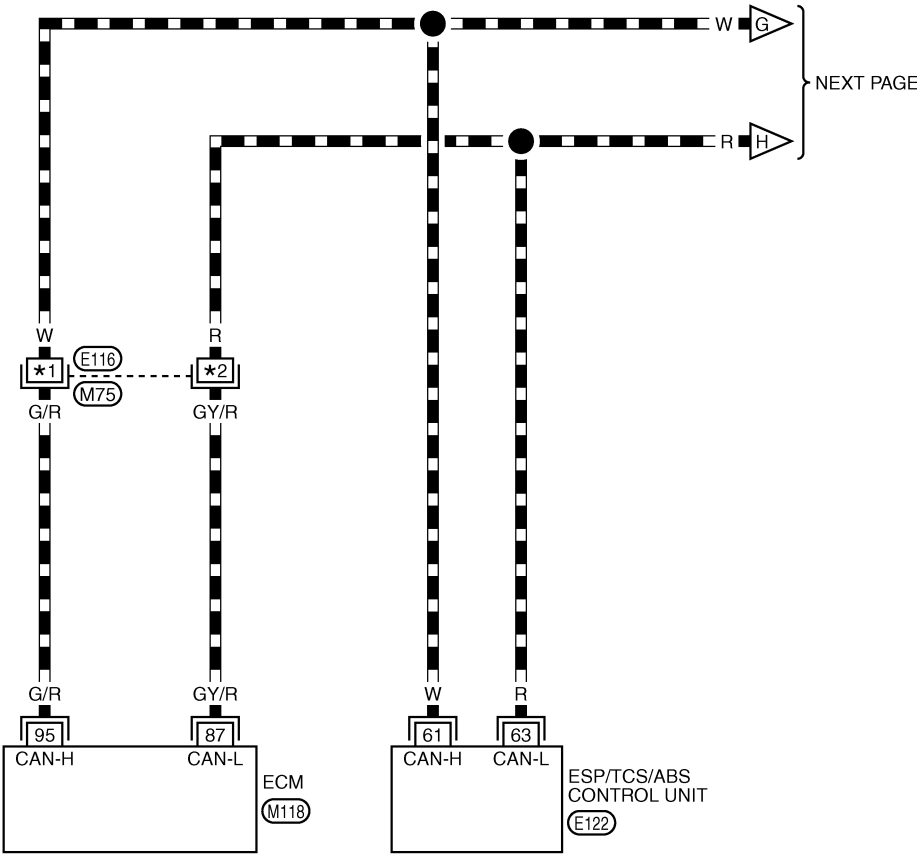 W G
NEXT PAGE
R H
W R
*1 E116 *2
M75
G/R GY/R
G/R GY/R W R
95 87 61 63
CAN-H CAN-L CAN-H CAN-L
ECM
M118
ESP/TCS/ABS
CONTROL UNIT
E122